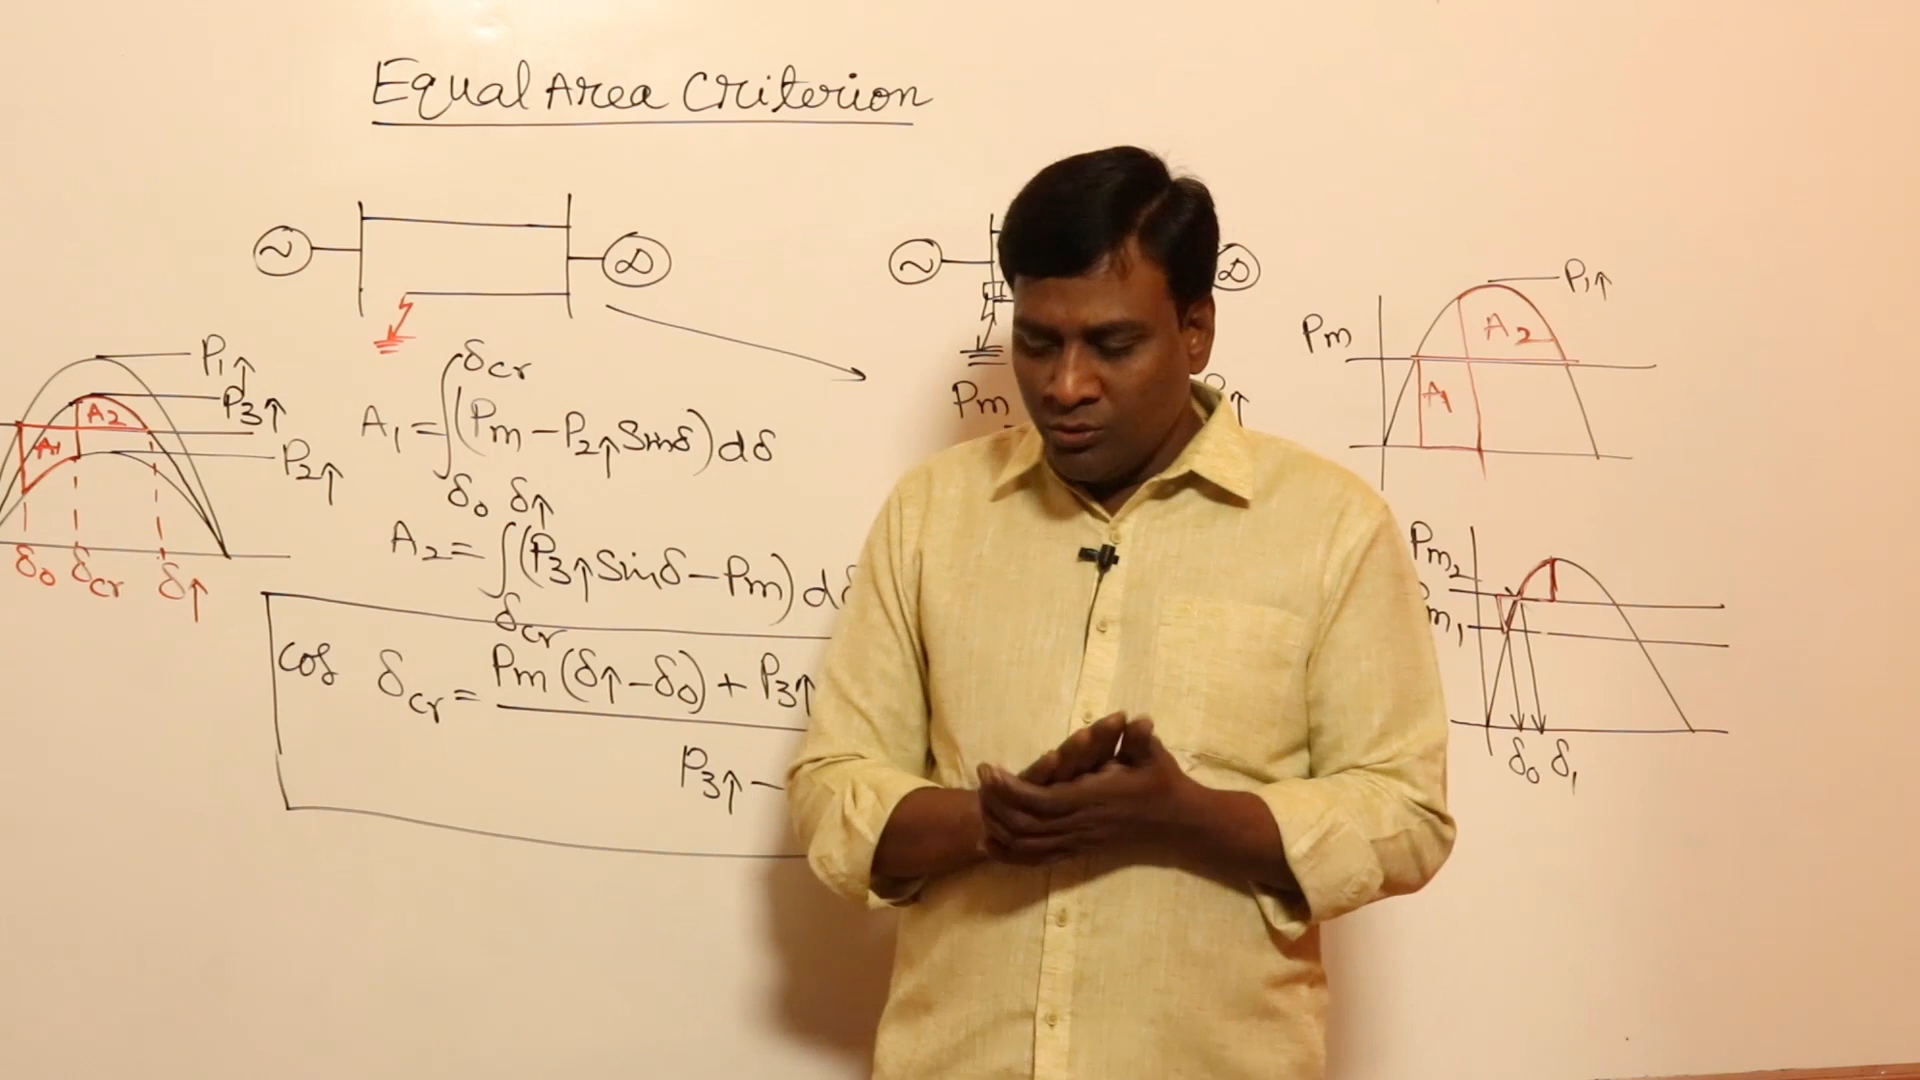 Equal Area Criterion
P1↑
P3↑
P2↑
A1
A2
δ0 δcr δ↑
A1 = ∫ δ0 δcr (Pm – P2↑ Sinδ) dδ
A2 = ∫ δcr δ↑ (P3↑ Sinδ – Pm) d
cos δcr = Pm (δ↑ – δ0) + P3↑
P3↑ –
Pm
Pm
P1↑
A1
A2
Pm2
m1
δ0 δ1